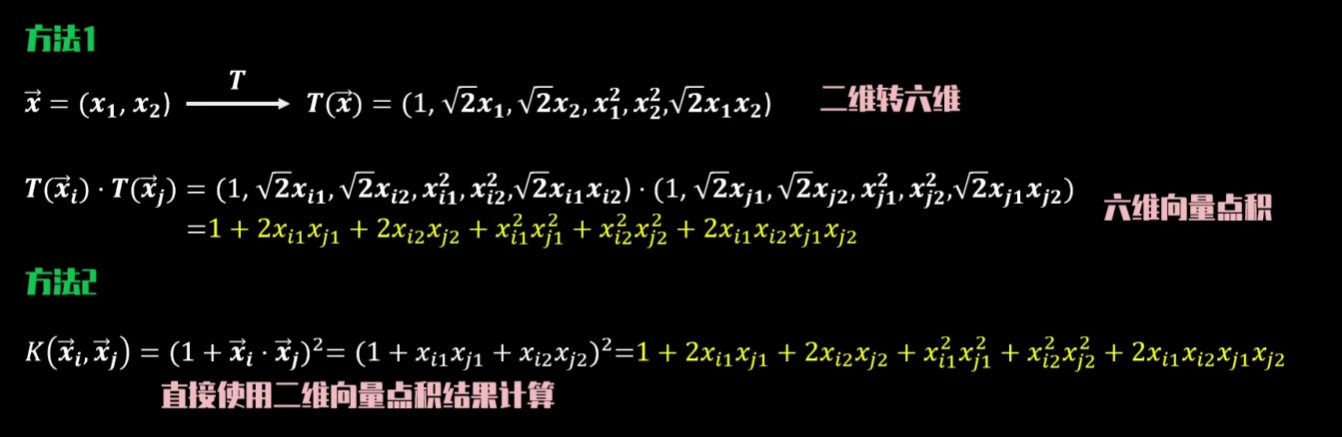 方法1
$\vec{x} = (x_1, x_2) \xrightarrow{T} T(\vec{x}) = (1, \sqrt{2}x_1, \sqrt{2}x_2, x_1^2, x_2^2, \sqrt{2}x_1x_2)$ 二维转六维
$T(\vec{x}_i) \cdot T(\vec{x}_j) = (1, \sqrt{2}x_{i1}, \sqrt{2}x_{i2}, x_{i1}^2, x_{i2}^2, \sqrt{2}x_{i1}x_{i2}) \cdot (1, \sqrt{2}x_{j1}, \sqrt{2}x_{j2}, x_{j1}^2, x_{j2}^2, \sqrt{2}x_{j1}x_{j2})$ 六维向量点积
$=1 + 2x_{i1}x_{j1} + 2x_{i2}x_{j2} + x_{i1}^2x_{j1}^2 + x_{i2}^2x_{j2}^2 + 2x_{i1}x_{i2}x_{j1}x_{j2}$
方法2
$K(\vec{x}_i, \vec{x}_j) = (1 + \vec{x}_i \cdot \vec{x}_j)^2 = (1 + x_{i1}x_{j1} + x_{i2}x_{j2})^2 = 1 + 2x_{i1}x_{j1} + 2x_{i2}x_{j2} + x_{i1}^2x_{j1}^2 + x_{i2}^2x_{j2}^2 + 2x_{i1}x_{i2}x_{j1}x_{j2}$
直接使用二维向量点积结果计算